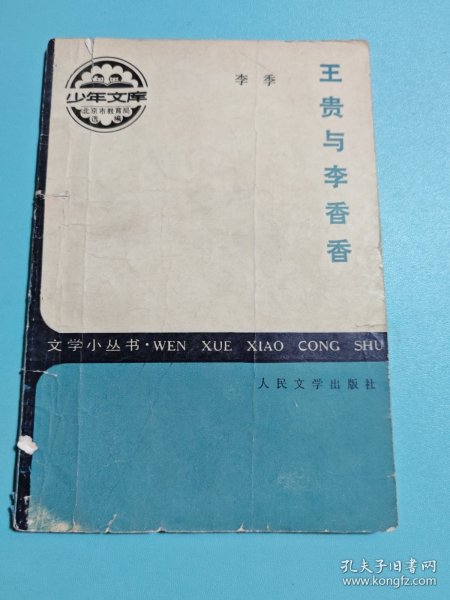 少年文库
北京市教育局
选编
李季
王贵与李香香
文学小丛书·WEN XUE XIAO CONG SHU
人民文学出版社
孔夫子旧书网
www.kongfz.com